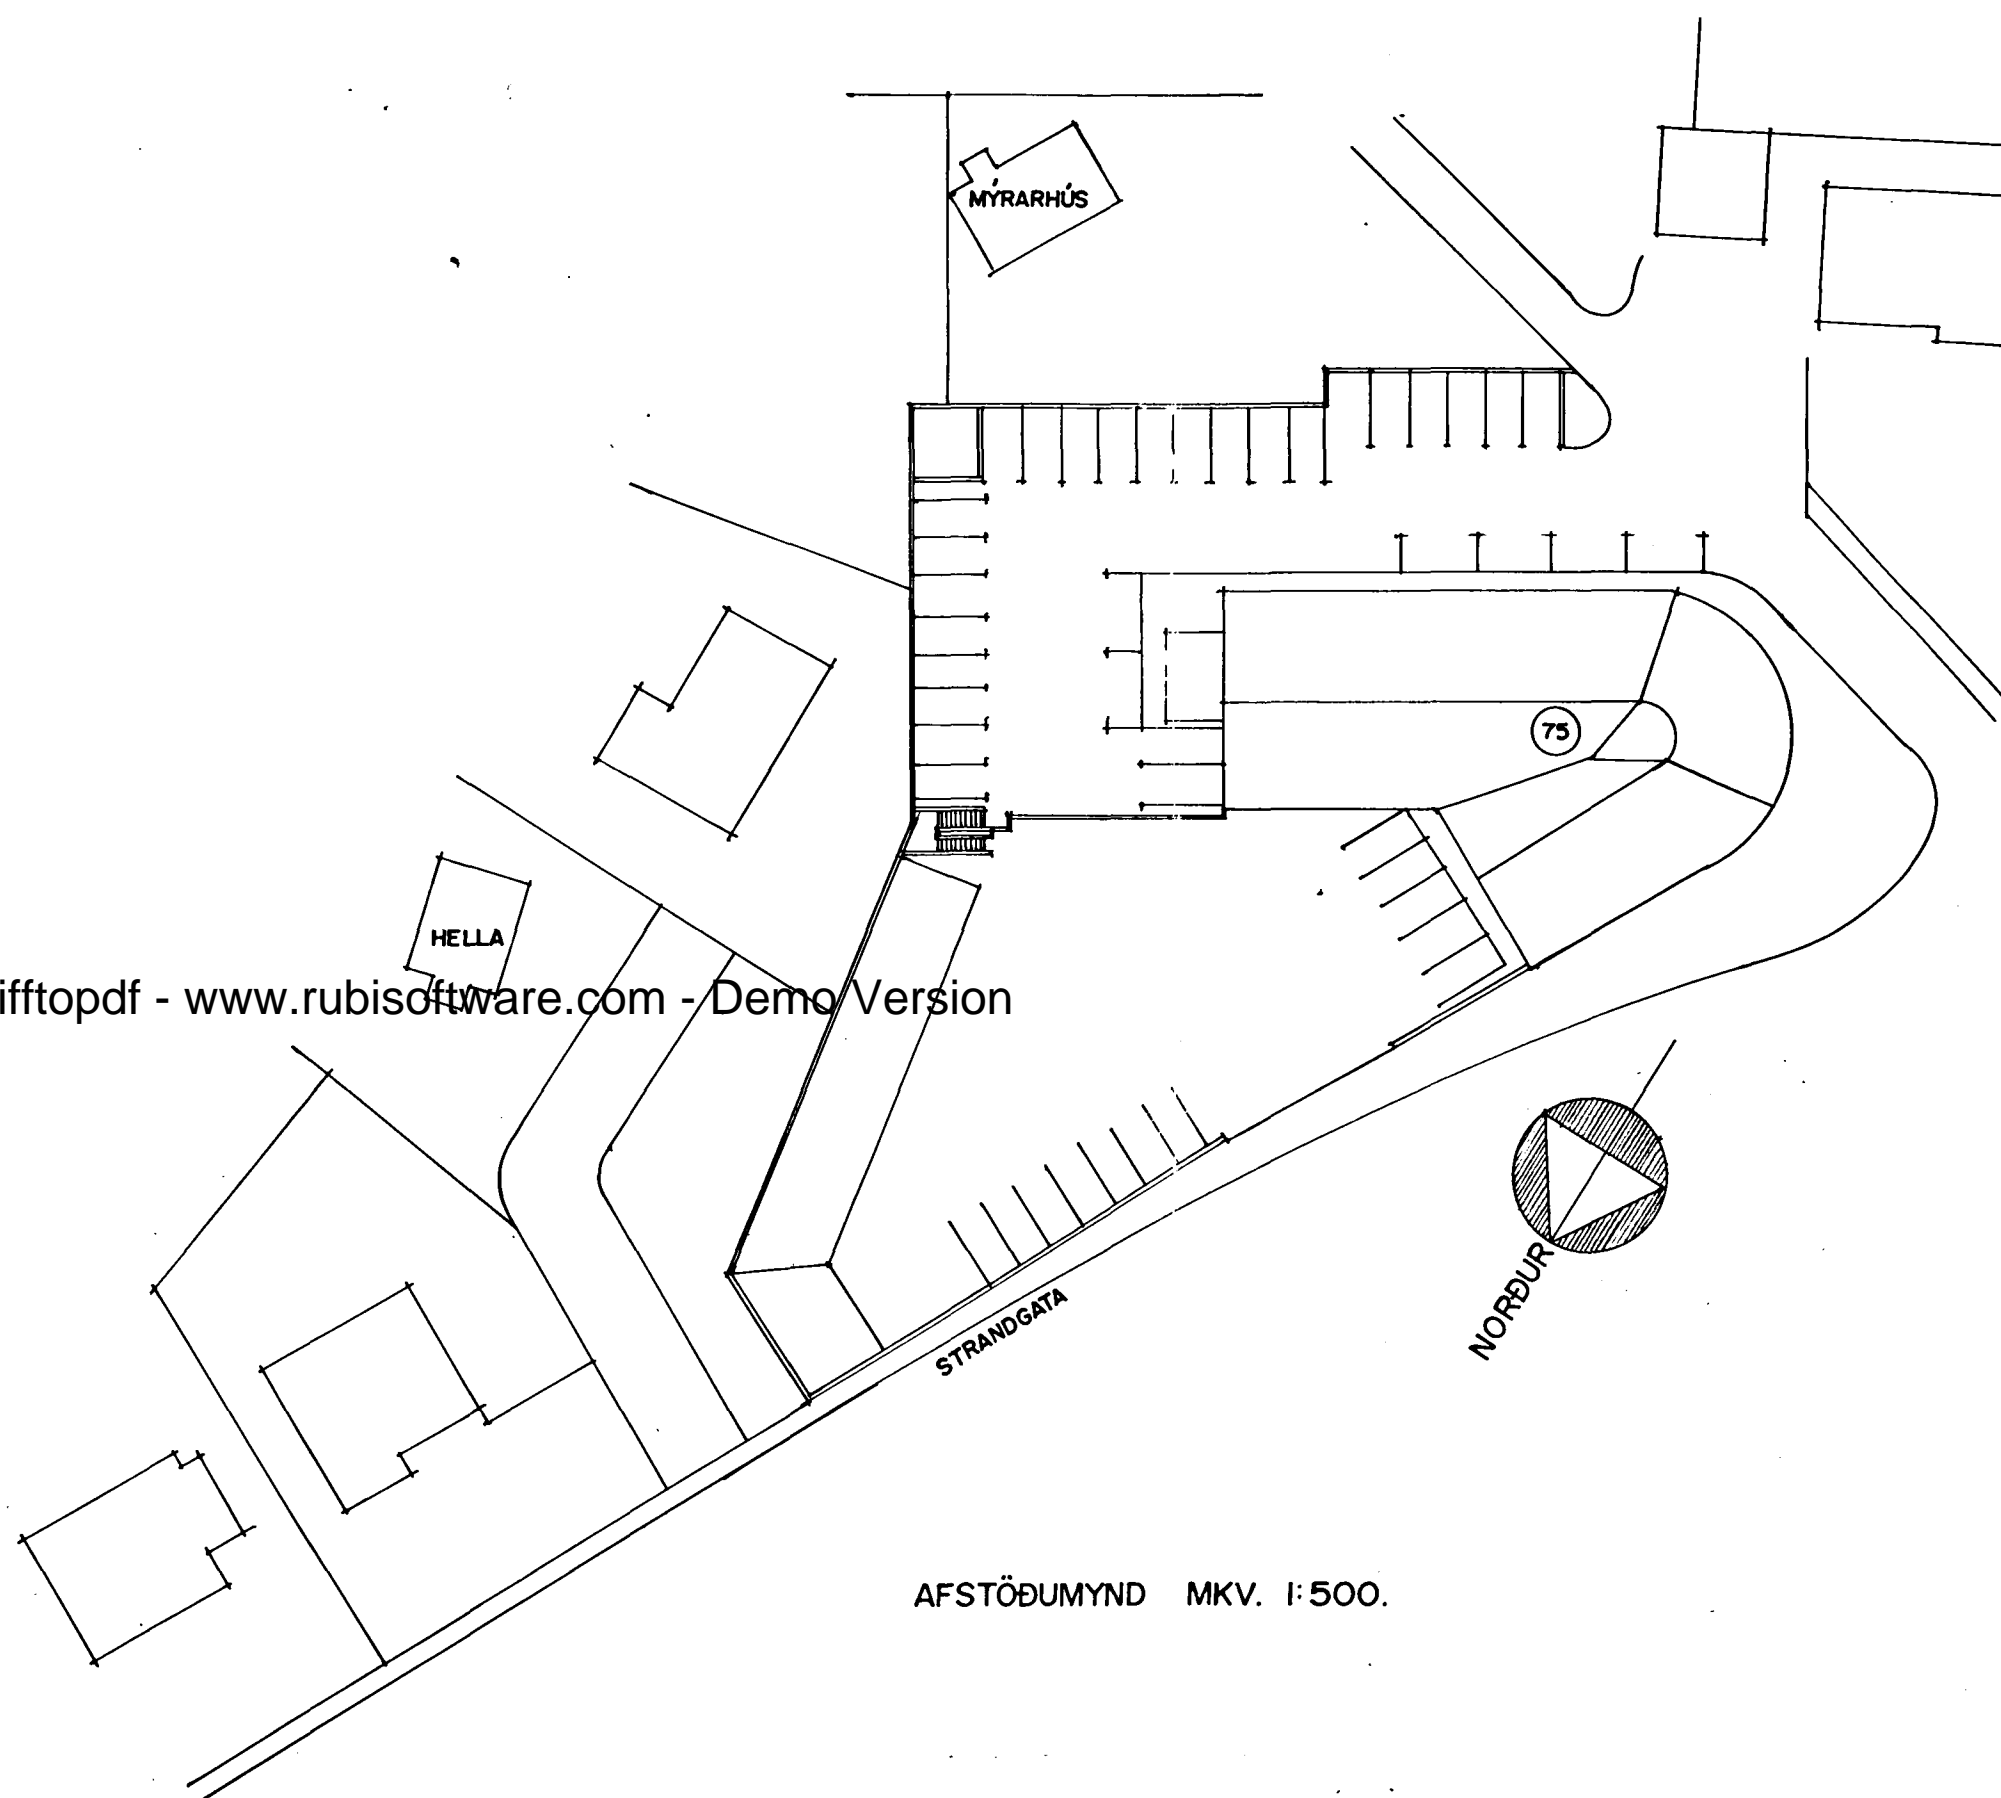 MÝRARHÚS
75
HELLA
ifftopdf - www.rubisoftware.com - Demo Version
STRANDGATA
NORÐUR
AFSTÖÐUMYND MKV. 1:500.